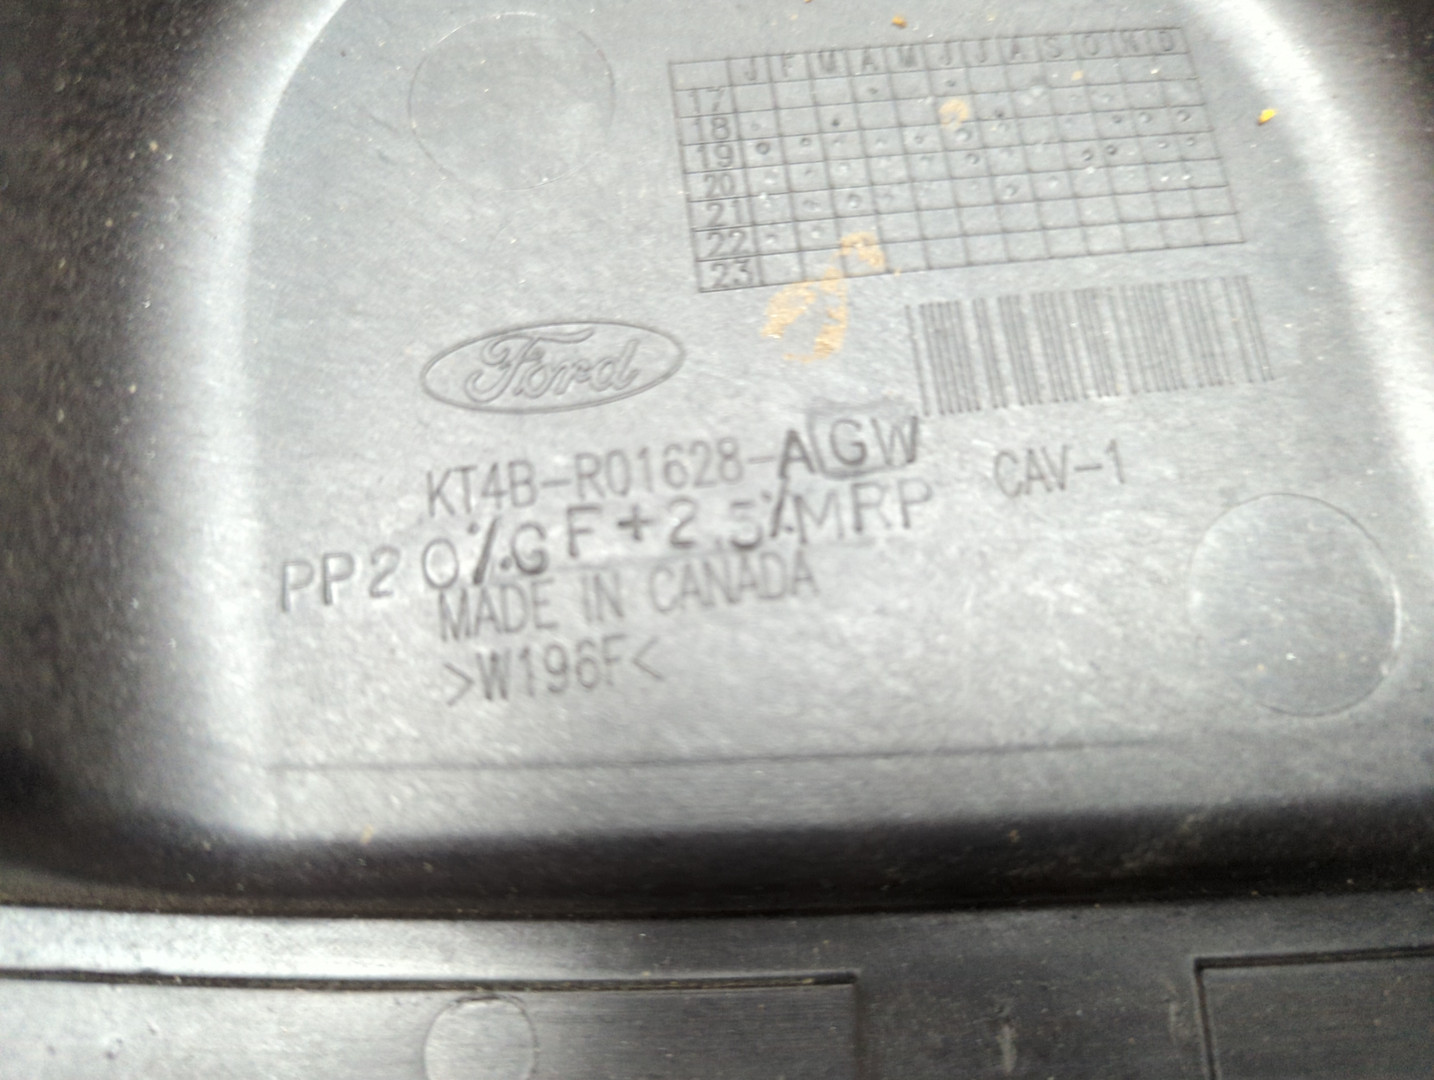 J F M A M J J A S O N D
17
18
19
20
21
22
23
Ford
KT4B-R01628-AGW CAV-1
PP20%GF+2.5%MRP
MADE IN CANADA
>W196F<